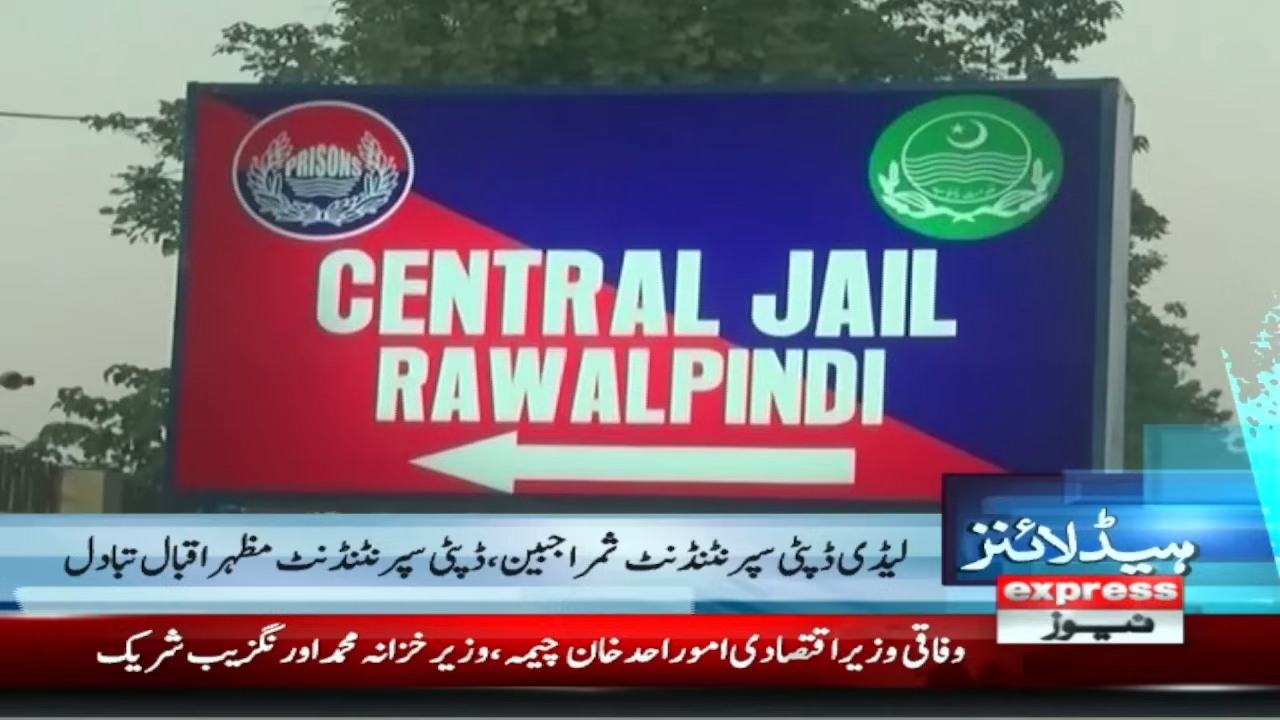 PRISONS
CENTRAL JAIL
RAWALPINDI
ہیڈلائنز
لیڈی ڈپٹی سپرنٹنڈنٹ ثمرا جبین، ڈپٹی سپرنٹنڈنٹ مظہر اقبال تبادل
express
نیوز
وفاقی وزیر اقتصادی امور احد خان چیمہ، وزیر خزانہ محمد اورنگزیب شریک